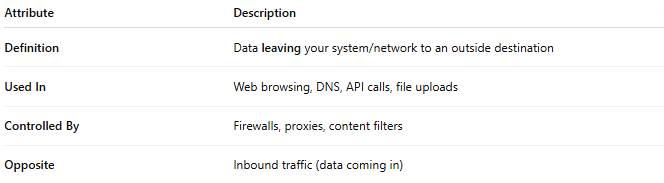 Attribute Description
Definition Data leaving your system/network to an outside destination
Used In Web browsing, DNS, API calls, file uploads
Controlled By Firewalls, proxies, content filters
Opposite Inbound traffic (data coming in)